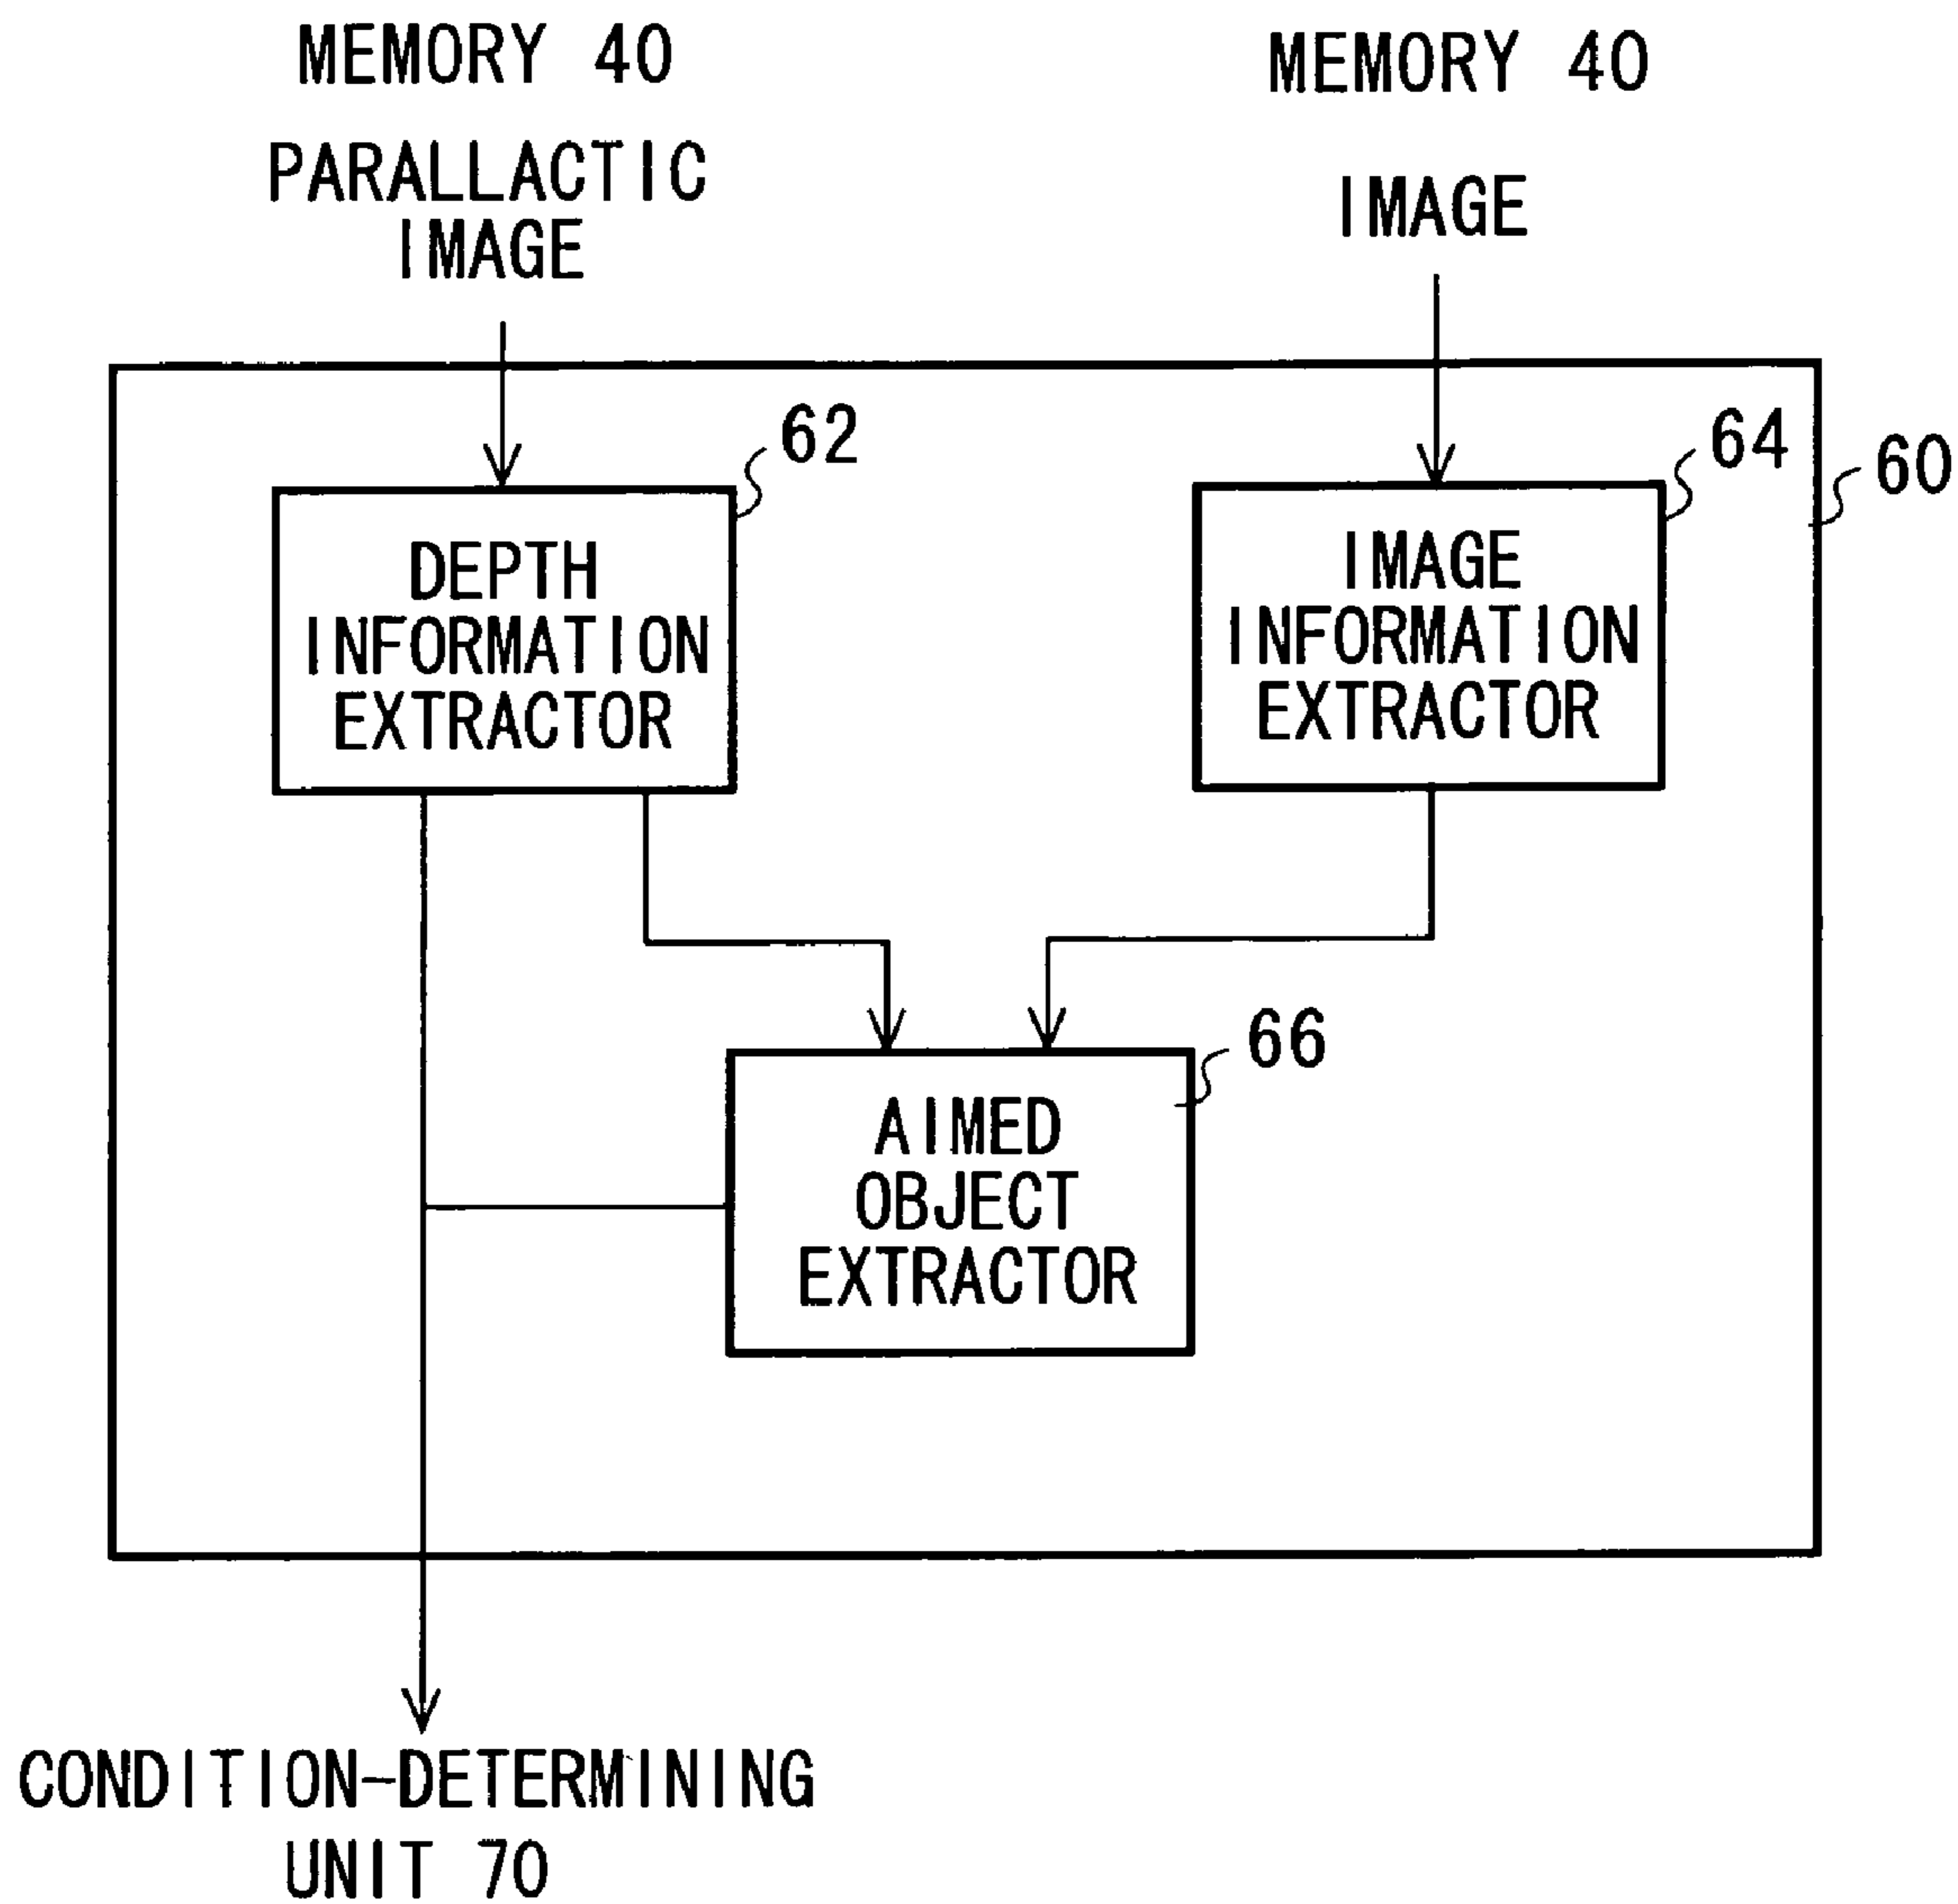 MEMORY 40
PARALLACTIC
IMAGE
MEMORY 40
IMAGE
62
64
60
DEPTH
INFORMATION
EXTRACTOR
IMAGE
INFORMATION
EXTRACTOR
66
AIMED
OBJECT
EXTRACTOR
CONDITION-DETERMINING
UNIT 70